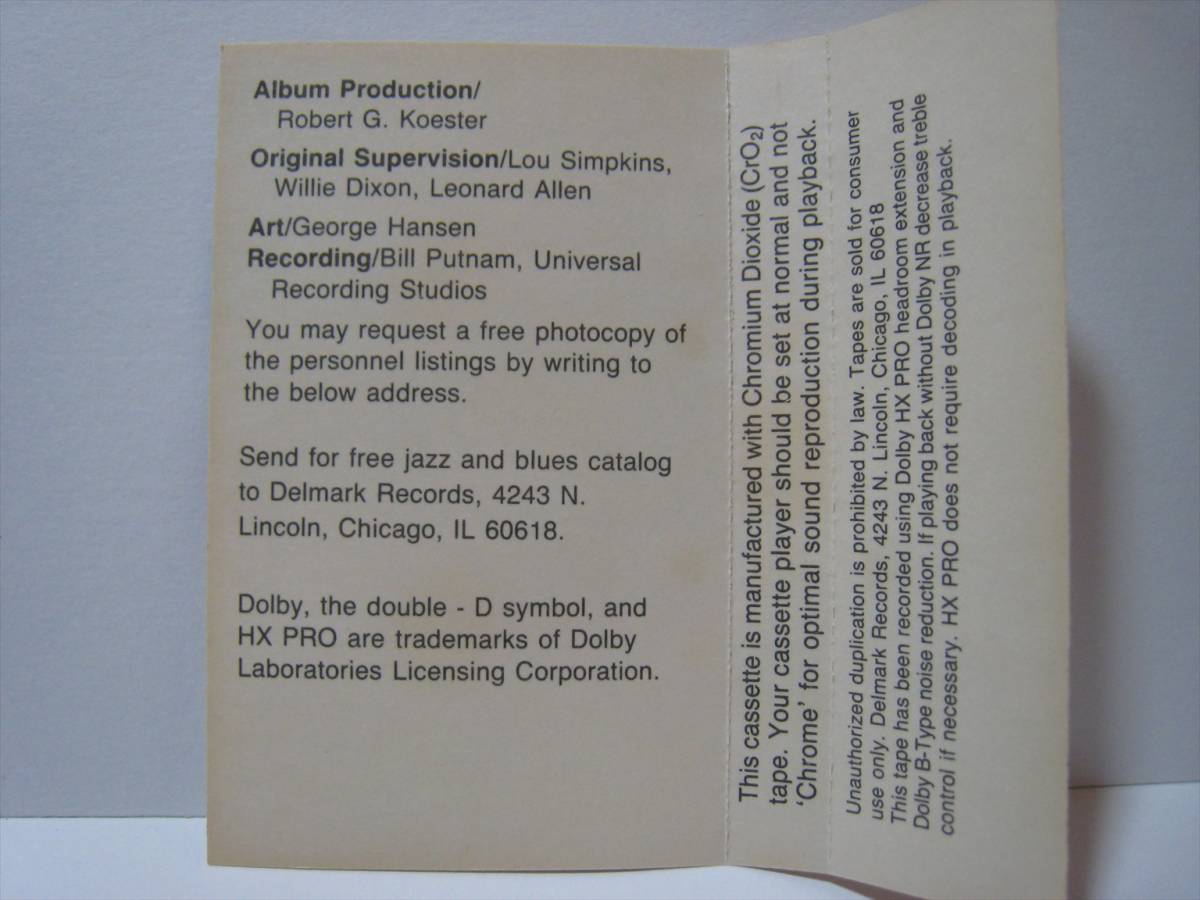 Album Production/
Robert G. Koester
Original Supervision/Lou Simpkins,
Willie Dixon, Leonard Allen
Art/George Hansen
Recording/Bill Putnam, Universal
Recording Studios
You may request a free photocopy of
the personnel listings by writing to
the below address.
Send for free jazz and blues catalog
to Delmark Records, 4243 N.
Lincoln, Chicago, IL 60618.
Dolby, the double - D symbol, and
HX PRO are trademarks of Dolby
Laboratories Licensing Corporation.
This cassette is manufactured with Chromium Dioxide (CrO₂)
tape. Your cassette player should be set at normal and not
‘Chrome’ for optimal sound reproduction during playback.
Unauthorized duplication is prohibited by law. Tapes are sold for consumer
use only. Delmark Records, 4243 N. Lincoln, Chicago, IL 60618
This tape has been recorded using Dolby HX PRO headroom extension and
Dolby B-Type noise reduction. If playing back without Dolby NR decrease treble
control if necessary. HX PRO does not require decoding in playback.